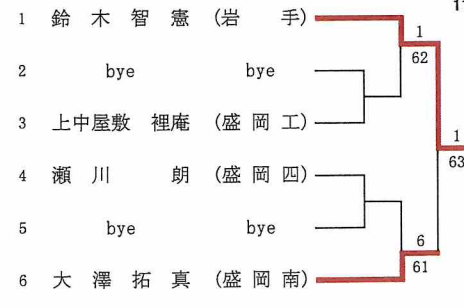 1 鈴木智憲 (岩手)
1
62
2 bye bye
3 上中屋敷 裡庵 (盛岡工)
1
63
4 瀬川 朗 (盛岡四)
5 bye bye
6
61
6 大澤拓真 (盛岡南)